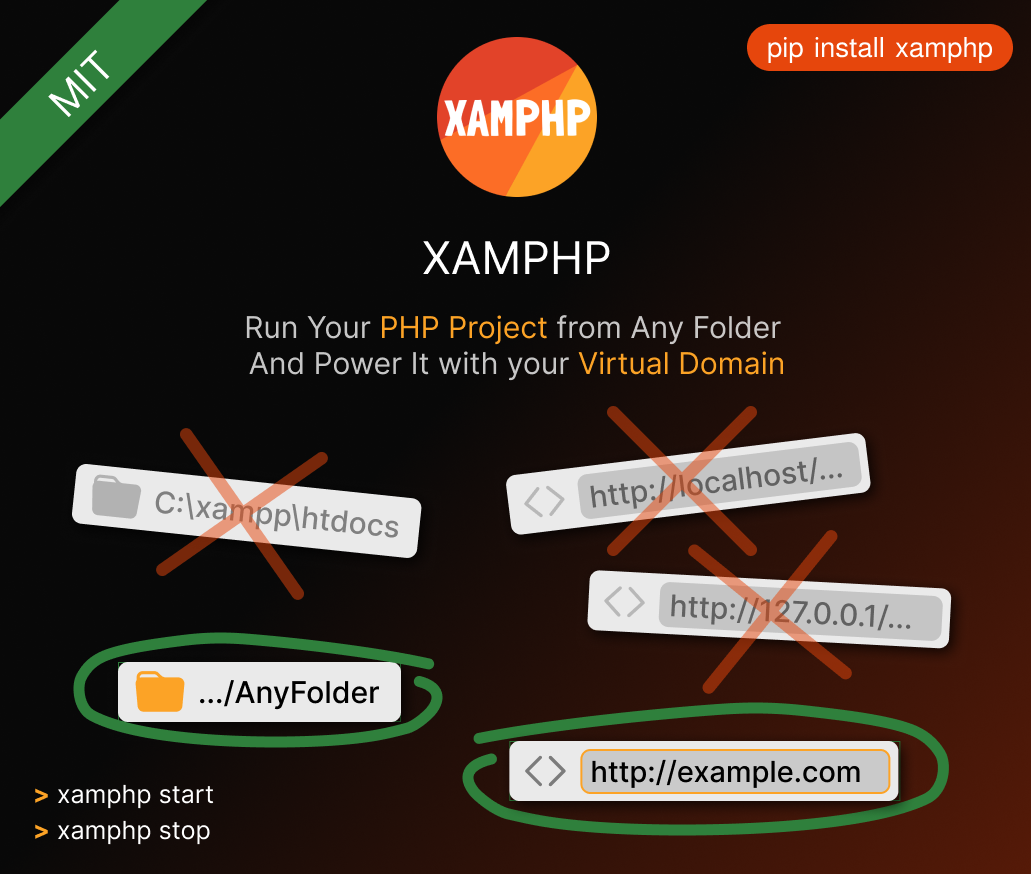 MIT
pip install xamphp
XAMPHP
XAMPHP
Run Your PHP Project from Any Folder
And Power It with your Virtual Domain
C:\xampp\htdocs
http://localhost/...
http://127.0.0.1/...
.../AnyFolder
http://example.com
> xamphp start
> xamphp stop